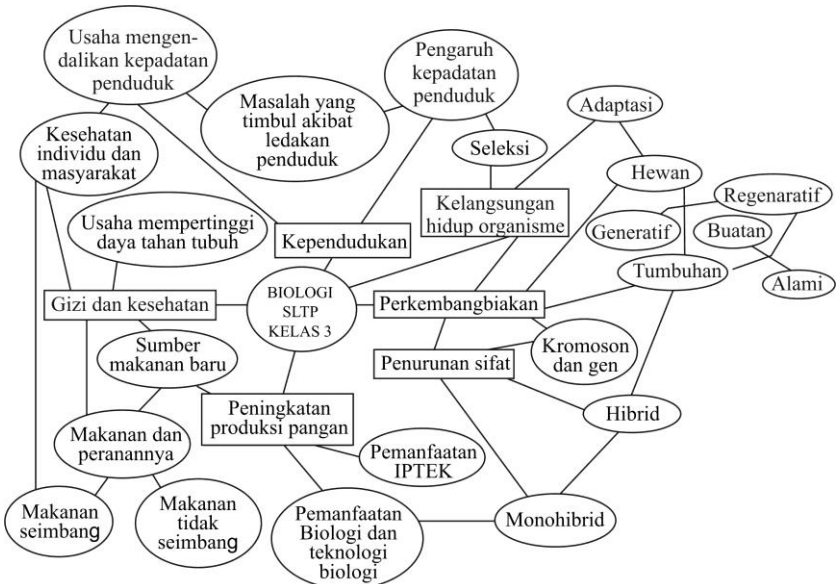 Usaha mengen-
dalikan kepadatan
penduduk
Pengaruh
kepadatan
penduduk
Masalah yang
timbul akibat
ledakan
penduduk
Adaptasi
Kesehatan
individu dan
masyarakat
Seleksi
Hewan
Regenaratif
Kelangsungan
hidup organisme
Usaha mempertinggi
daya tahan tubuh
Kependudukan
Generatif
Buatan
Tumbuhan
Alami
Gizi dan kesehatan
BIOLOGI
SLTP
KELAS 3
Perkembangbiakan
Sumber
makanan baru
Penurunan sifat
Kromoson
dan gen
Peningkatan
produksi pangan
Hibrid
Makanan dan
peranannya
Pemanfaatan
IPTEK
Makanan
seimbang
Makanan
tidak
seimbang
Pemanfaatan
Biologi dan
teknologi
biologi
Monohibrid